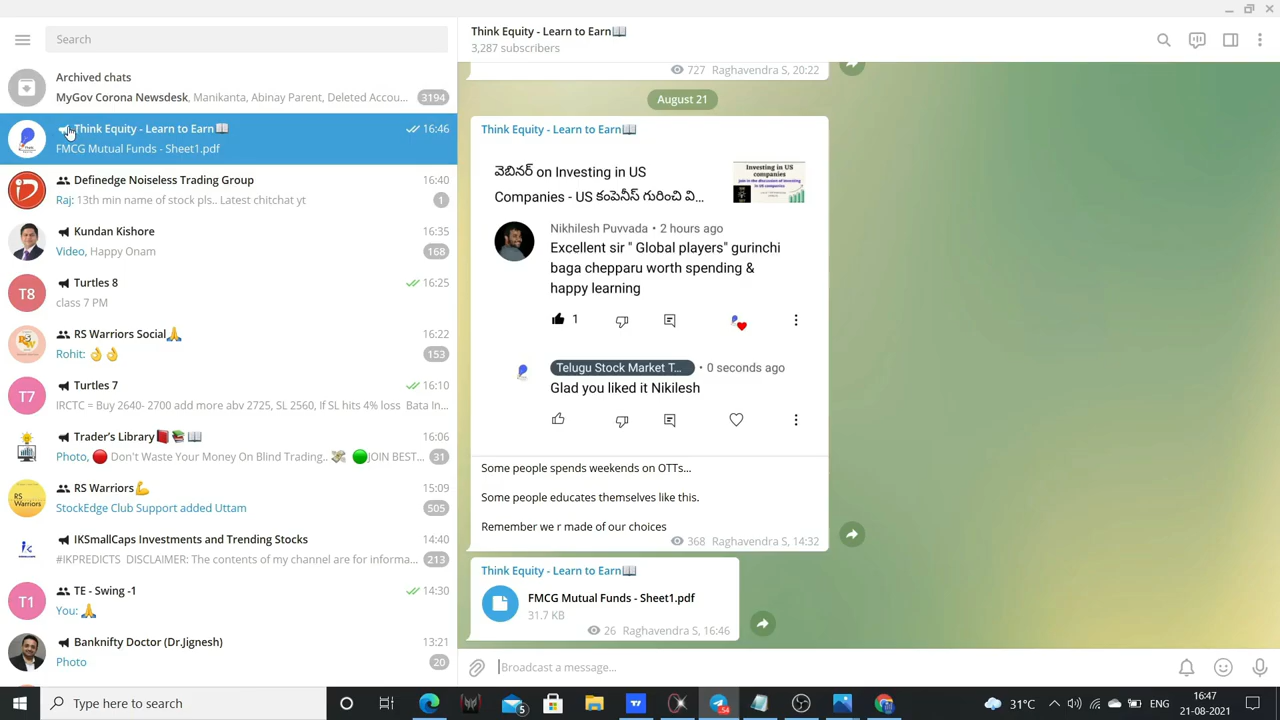 Search
Think Equity - Learn to Earn📖
3,287 subscribers
Archived chats
MyGov Corona Newsdesk, Manikanta, Abinay Parent, Deleted Accou... 3194
Think Equity - Learn to Earn📖 16:46
FMCG Mutual Funds - Sheet1.pdf
Edge Noiseless Trading Group 16:40
name of stock pls.. Latest chitchat yt 1
Kundan Kishore 16:35
Video, Happy Onam 168
T8
Turtles 8 16:25
class 7 PM
RS Warriors Social🙏 16:22
Rohit: 👌👌 153
T7
Turtles 7 16:10
IRCTC = Buy 2640- 2700 add more abv 2725, SL 2560, If SL hits 4% loss Bata In...
Trader's Library📕📚📖 16:06
Photo, 🔴 Don't Waste Your Money On Blind Trading.. 💸 🟢JOIN BEST... 31
RS WARRIORS
RS Warriors💪 15:09
StockEdge Club Support added Uttam 505
IKSmallCaps Investments and Trending Stocks 14:40
#IKPREDICTS DISCLAIMER: The contents of my channel are for informa... 213
T1
TE - Swing -1 14:30
You: 🙏
Banknifty Doctor (Dr.Jignesh) 13:21
Photo 20
727 Raghavendra S, 20:22
August 21
Think Equity - Learn to Earn📖
వెబినర్ on Investing in US
Companies - US కంపెనీస్ గురించి వి...
Investing in US
companies
Nikhilesh Puvvada • 2 hours ago
Excellent sir " Global players" gurinchi
baga chepparu worth spending &
happy learning
1
Telugu Stock Market T... • 0 seconds ago
Glad you liked it Nikilesh
Some people spends weekends on OTTs...
Some people educates themselves like this.
Remember we r made of our choices
368 Raghavendra S, 14:32
Think Equity - Learn to Earn📖
FMCG Mutual Funds - Sheet1.pdf
31.7 KB
26 Raghavendra S, 16:46
Broadcast a message...
Type here to search
5
54
31°C
16:47
21-08-2021